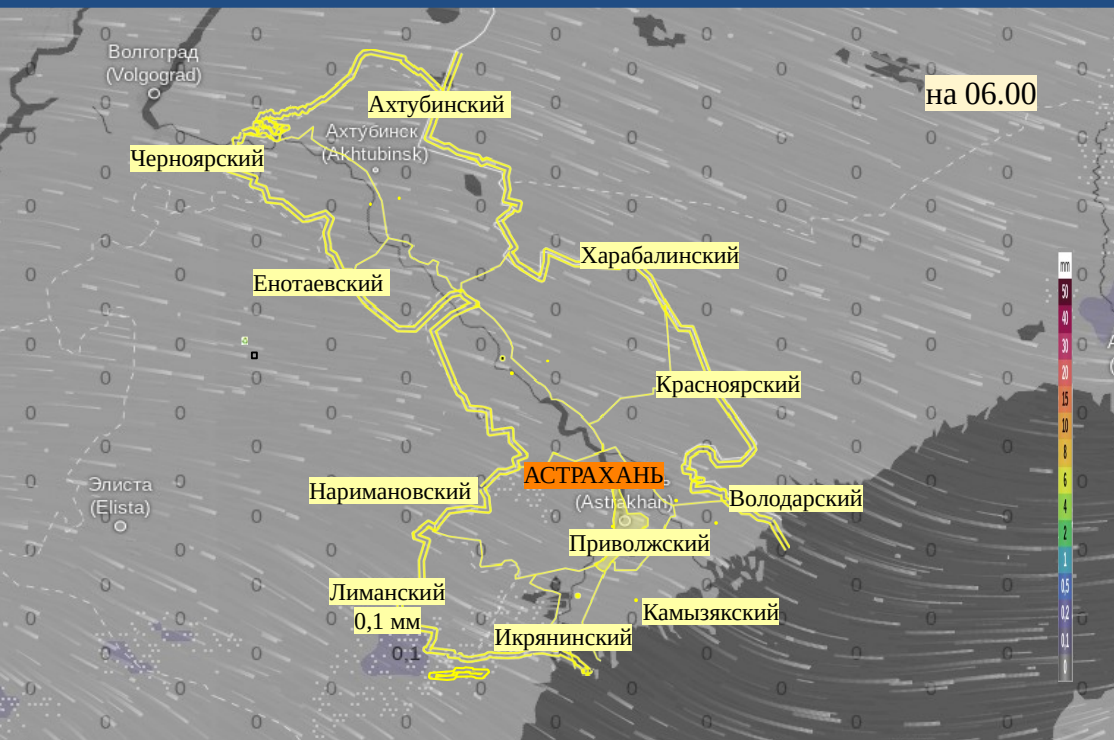 Волгоград
(Volgograd)
на 06.00
Ахтубинский
Ахтубинск
(Akhtubinsk)
Черноярский
Харабалинский
Енотаевский
mm
50
40
30
20
15
10
8
6
4
2
1
0,5
0,2
0,1
0
Красноярский
АСТРАХАНЬ
(Astrakhan)
Элиста
(Elista)
Наримановский
Володарский
Приволжский
Лиманский
0,1 мм
Камызякский
Икрянинский
0,1